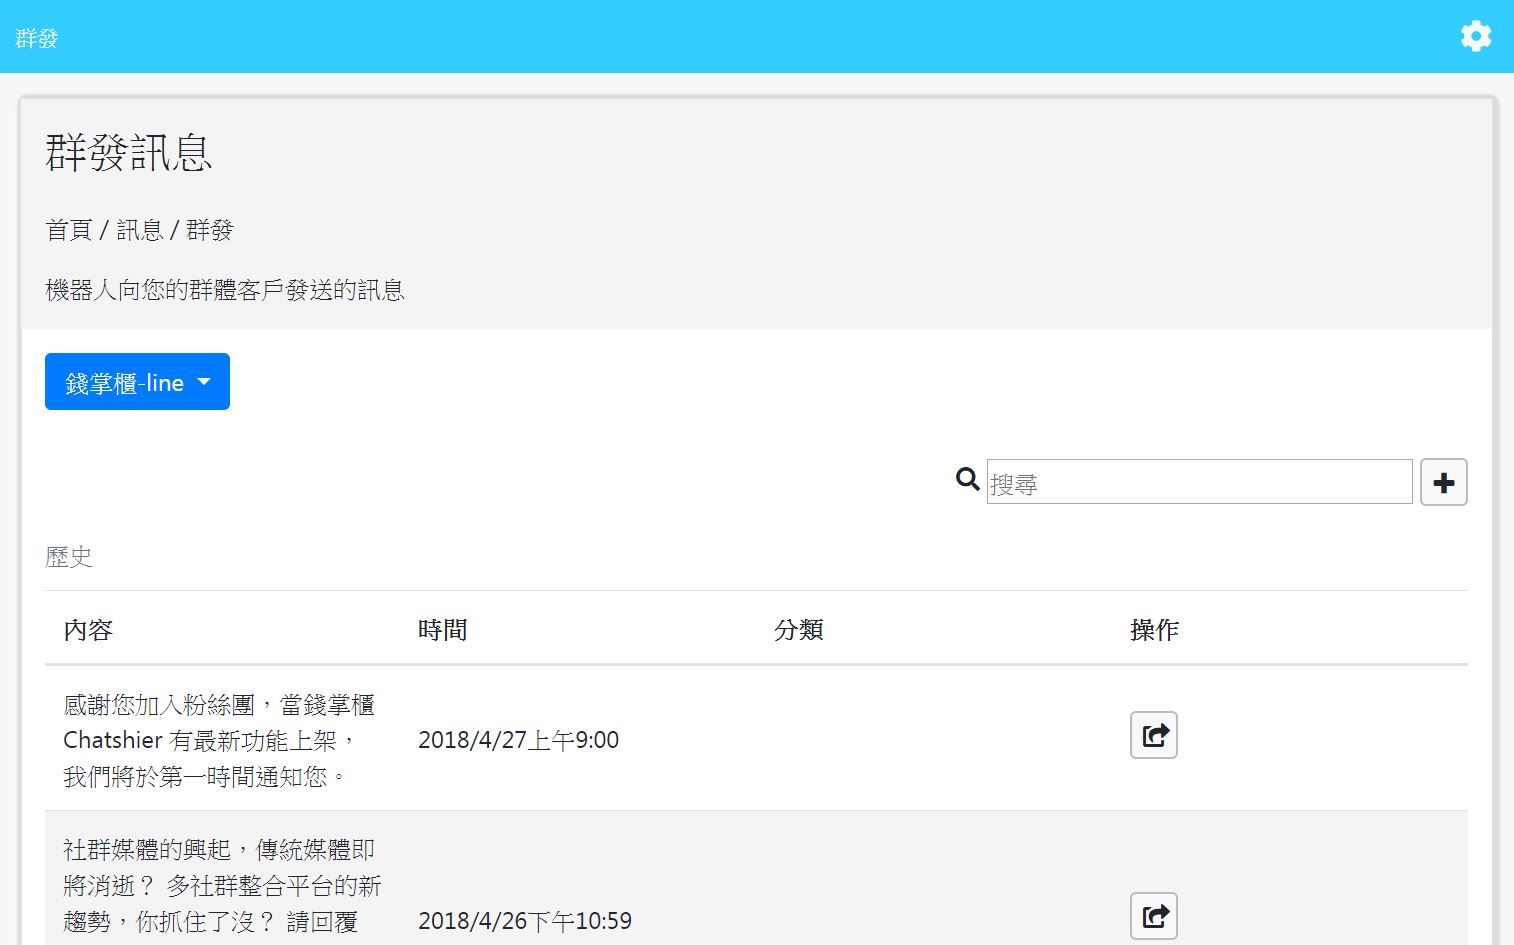 群發
群發訊息
首頁 / 訊息 / 群發
機器人向您的群體客戶發送的訊息
錢掌櫃-line
搜尋
歷史
內容 時間 分類 操作
感謝您加入粉絲團，當錢掌櫃
Chatshier 有最新功能上架，
我們將於第一時間通知您。
2018/4/27上午9:00
社群媒體的興起，傳統媒體即
將消逝？ 多社群整合平台的新
趨勢，你抓住了沒？ 請回覆
2018/4/26下午10:59